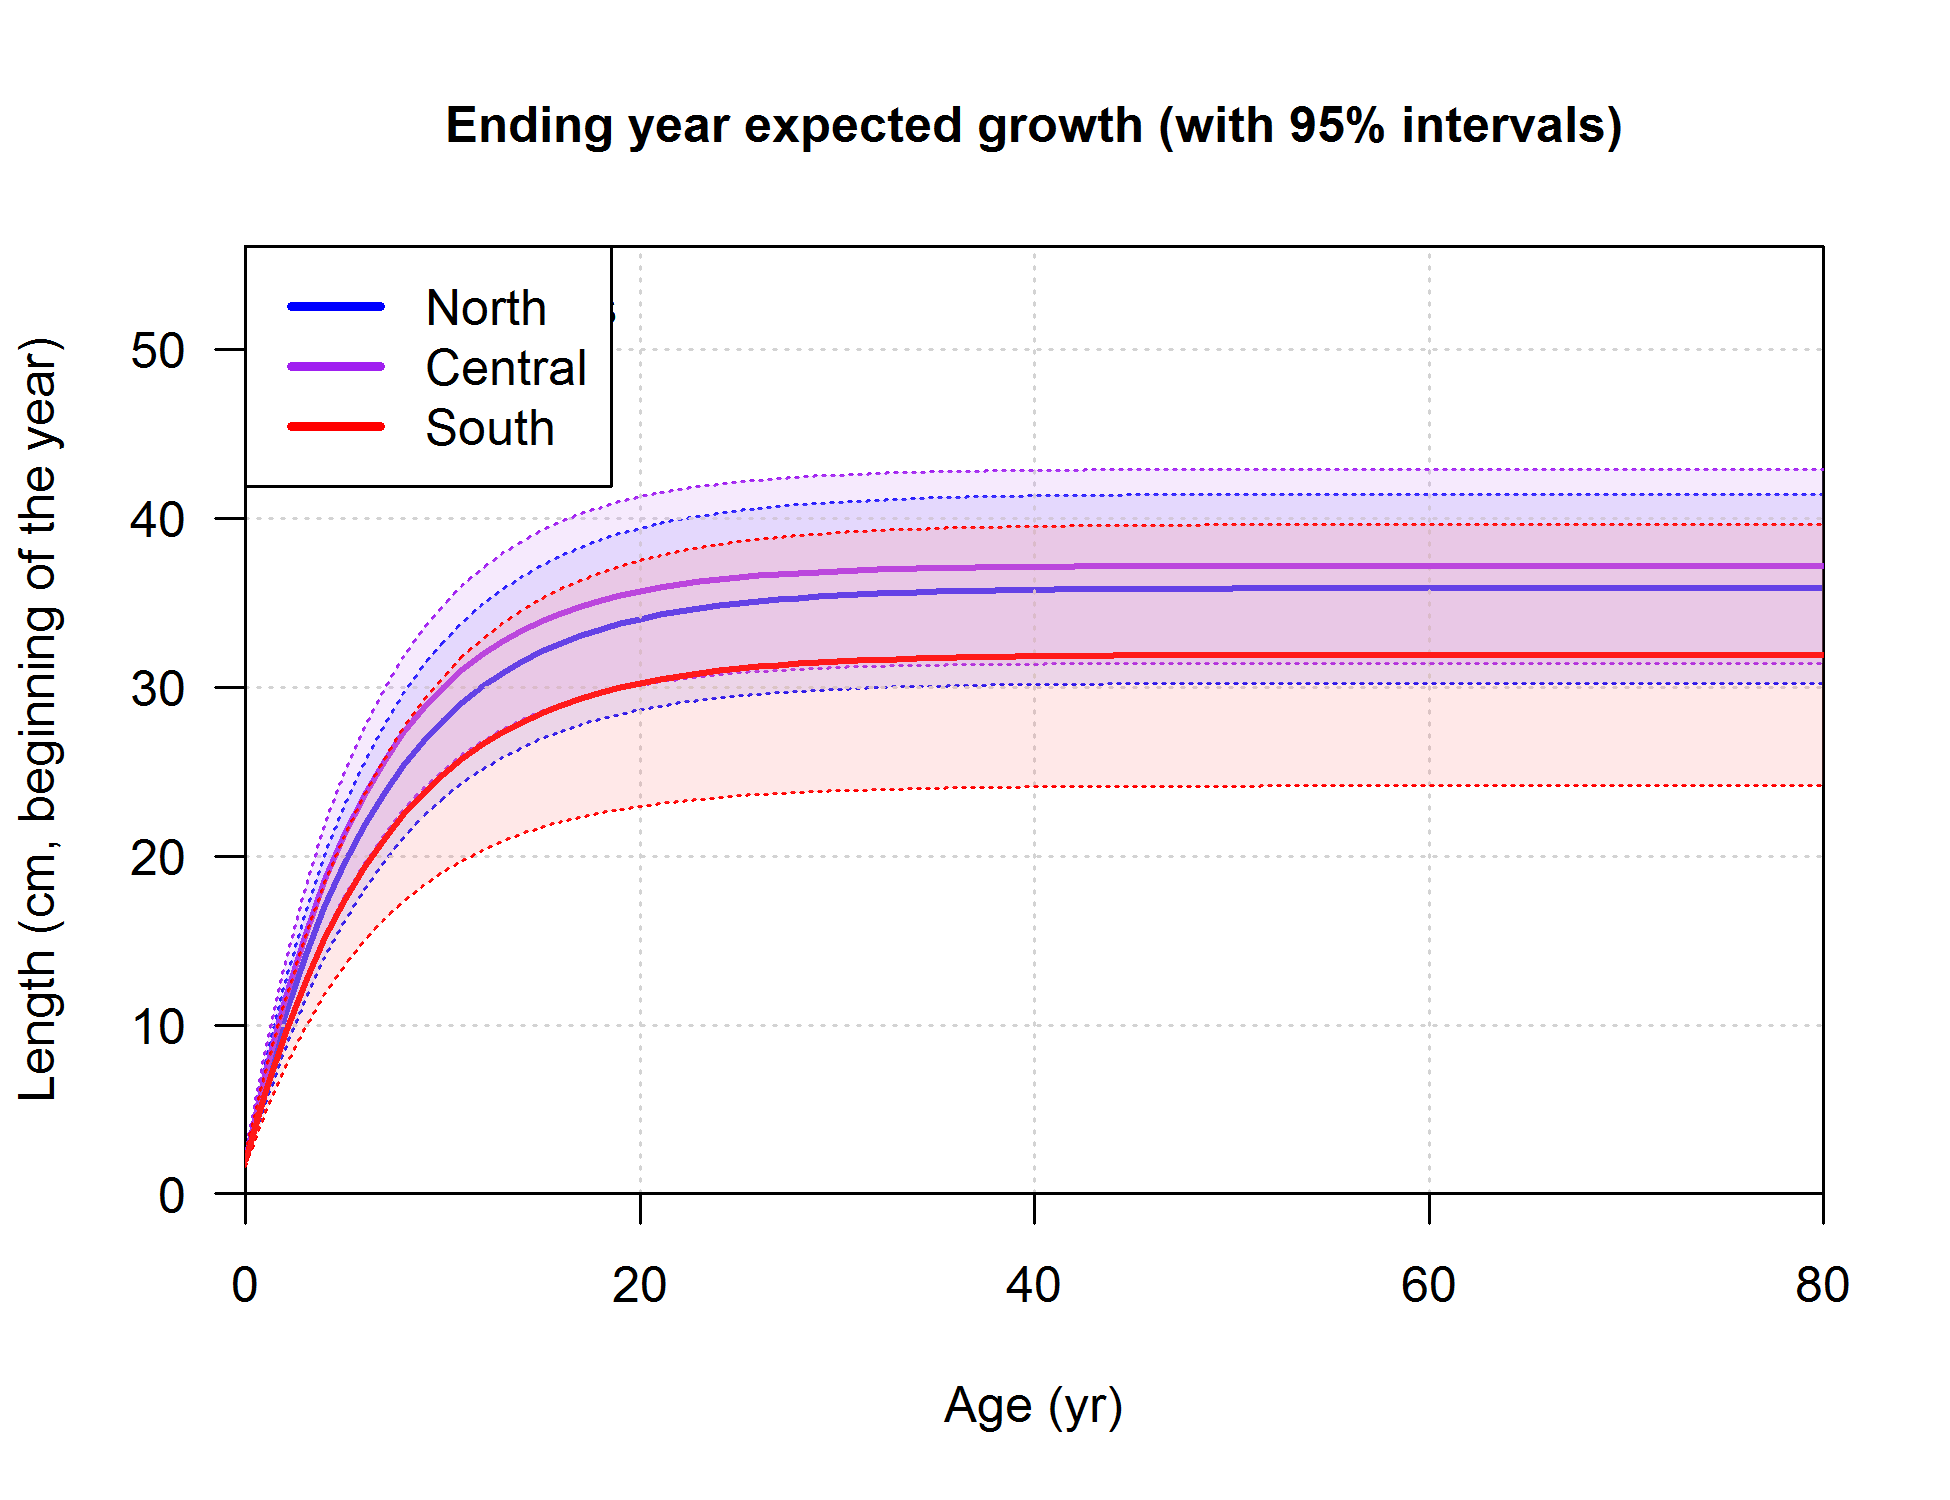 Ending year expected growth (with 95% intervals)
North
Central
South
Length (cm, beginning of the year)
50
40
30
20
10
0
0 20 40 60 80
Age (yr)